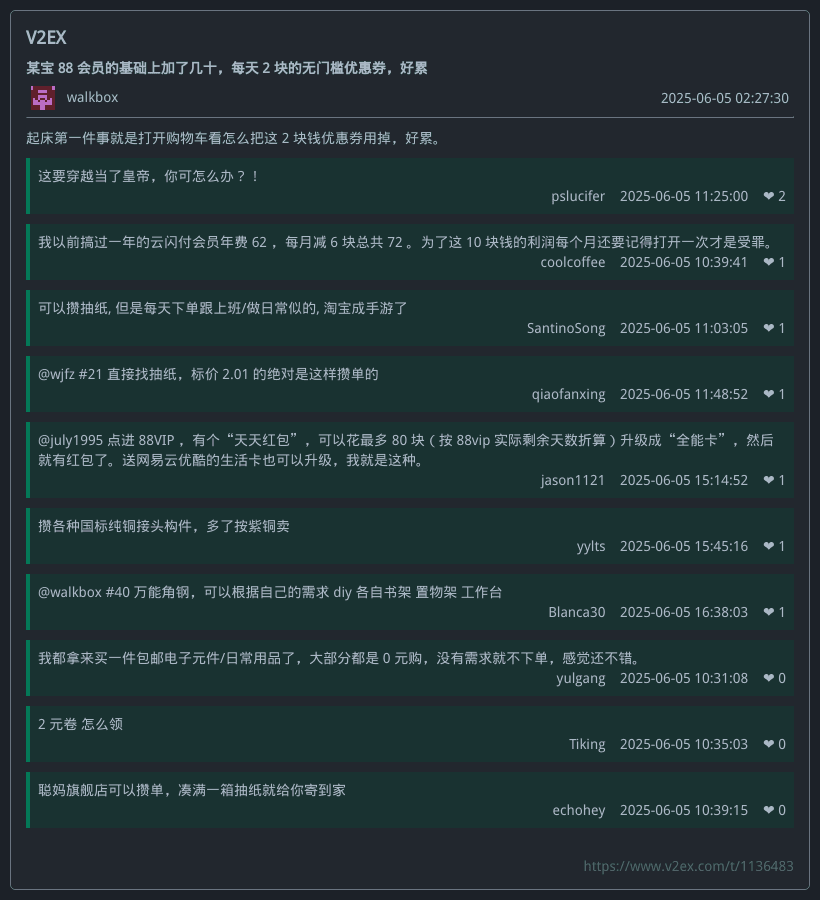 V2EX
某宝 88 会员的基础上加了几十，每天 2 块的无门槛优惠券，好累
walkbox 2025-06-05 02:27:30
起床第一件事就是打开购物车看怎么把这 2 块钱优惠券用掉，好累。
这要穿越当了皇帝，你可怎么办？！
pslucifer 2025-06-05 11:25:00 ❤ 2
我以前搞过一年的云闪付会员年费 62 ，每月减 6 块总共 72 。为了这 10 块钱的利润每个月还要记得打开一次才是受罪。
coolcoffee 2025-06-05 10:39:41 ❤ 1
可以攒抽纸, 但是每天下单跟上班/做日常似的, 淘宝成手游了
SantinoSong 2025-06-05 11:03:05 ❤ 1
@wjfz #21 直接找抽纸，标价 2.01 的绝对是这样攒单的
qiaofanxing 2025-06-05 11:48:52 ❤ 1
@july1995 点进 88VIP ，有个“天天红包”，可以花最多 80 块（ 按 88vip 实际剩余天数折算 ）升级成“全能卡”，然后
就有红包了。送网易云优酷的生活卡也可以升级，我就是这种。
jason1121 2025-06-05 15:14:52 ❤ 1
攒各种国标纯铜接头构件，多了按紫铜卖
yylts 2025-06-05 15:45:16 ❤ 1
@walkbox #40 万能角钢，可以根据自己的需求 diy 各自书架 置物架 工作台
Blanca30 2025-06-05 16:38:03 ❤ 1
我都拿来买一件包邮电子元件/日常用品了，大部分都是 0 元购，没有需求就不下单，感觉还不错。
yulgang 2025-06-05 10:31:08 ❤ 0
2 元卷 怎么领
Tiking 2025-06-05 10:35:03 ❤ 0
聪妈旗舰店可以攒单，凑满一箱抽纸就给你寄到家
echohey 2025-06-05 10:39:15 ❤ 0
https://www.v2ex.com/t/1136483